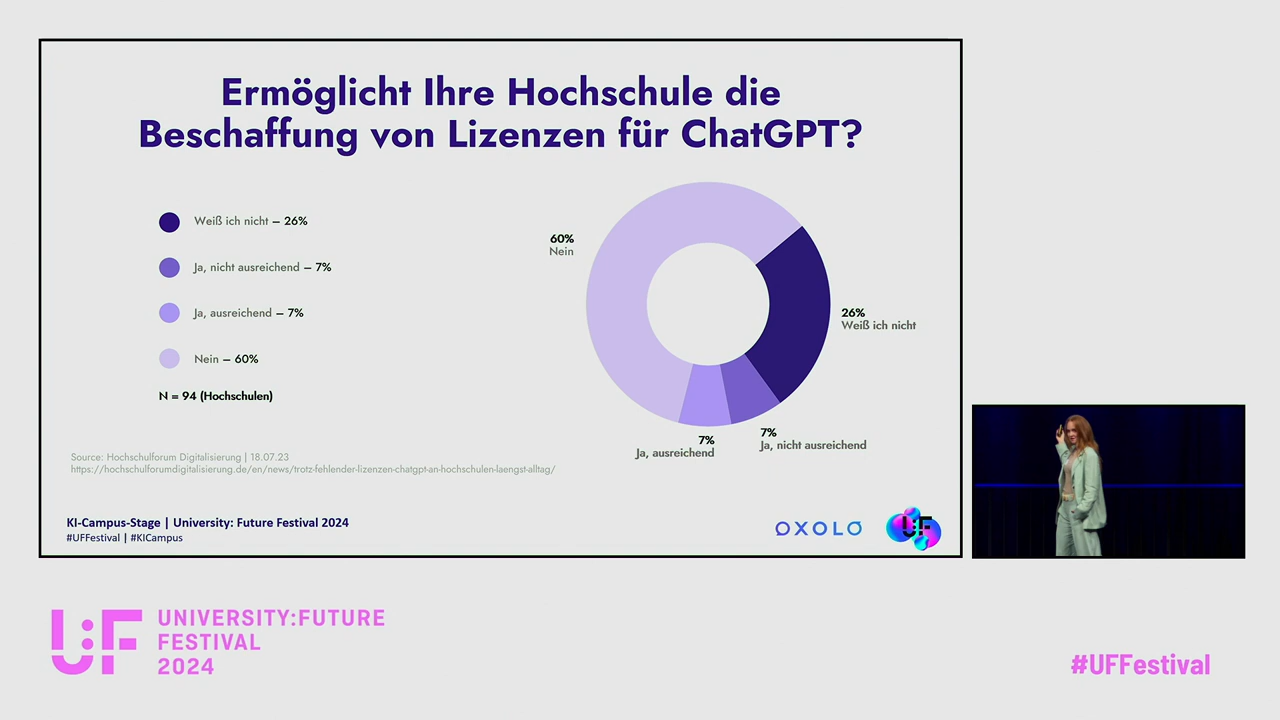 Ermöglicht Ihre Hochschule die
Beschaffung von Lizenzen für ChatGPT?
Weiß ich nicht – 26%
Ja, nicht ausreichend – 7%
Ja, ausreichend – 7%
Nein – 60%
N = 94 (Hochschulen)
60%
Nein
26%
Weiß ich nicht
7%
Ja, nicht ausreichend
7%
Ja, ausreichend
Source: Hochschulforum Digitalisierung | 18.07.23
https://hochschulforumdigitalisierung.de/en/news/trotz-fehlender-lizenzen-chatgpt-an-hochschulen-laengst-alltag/
KI-Campus-Stage | University: Future Festival 2024
#UFFestival | #KICampus
OXOLO
U:F
U:F
UNIVERSITY:FUTURE
FESTIVAL
2024
#UFFestival